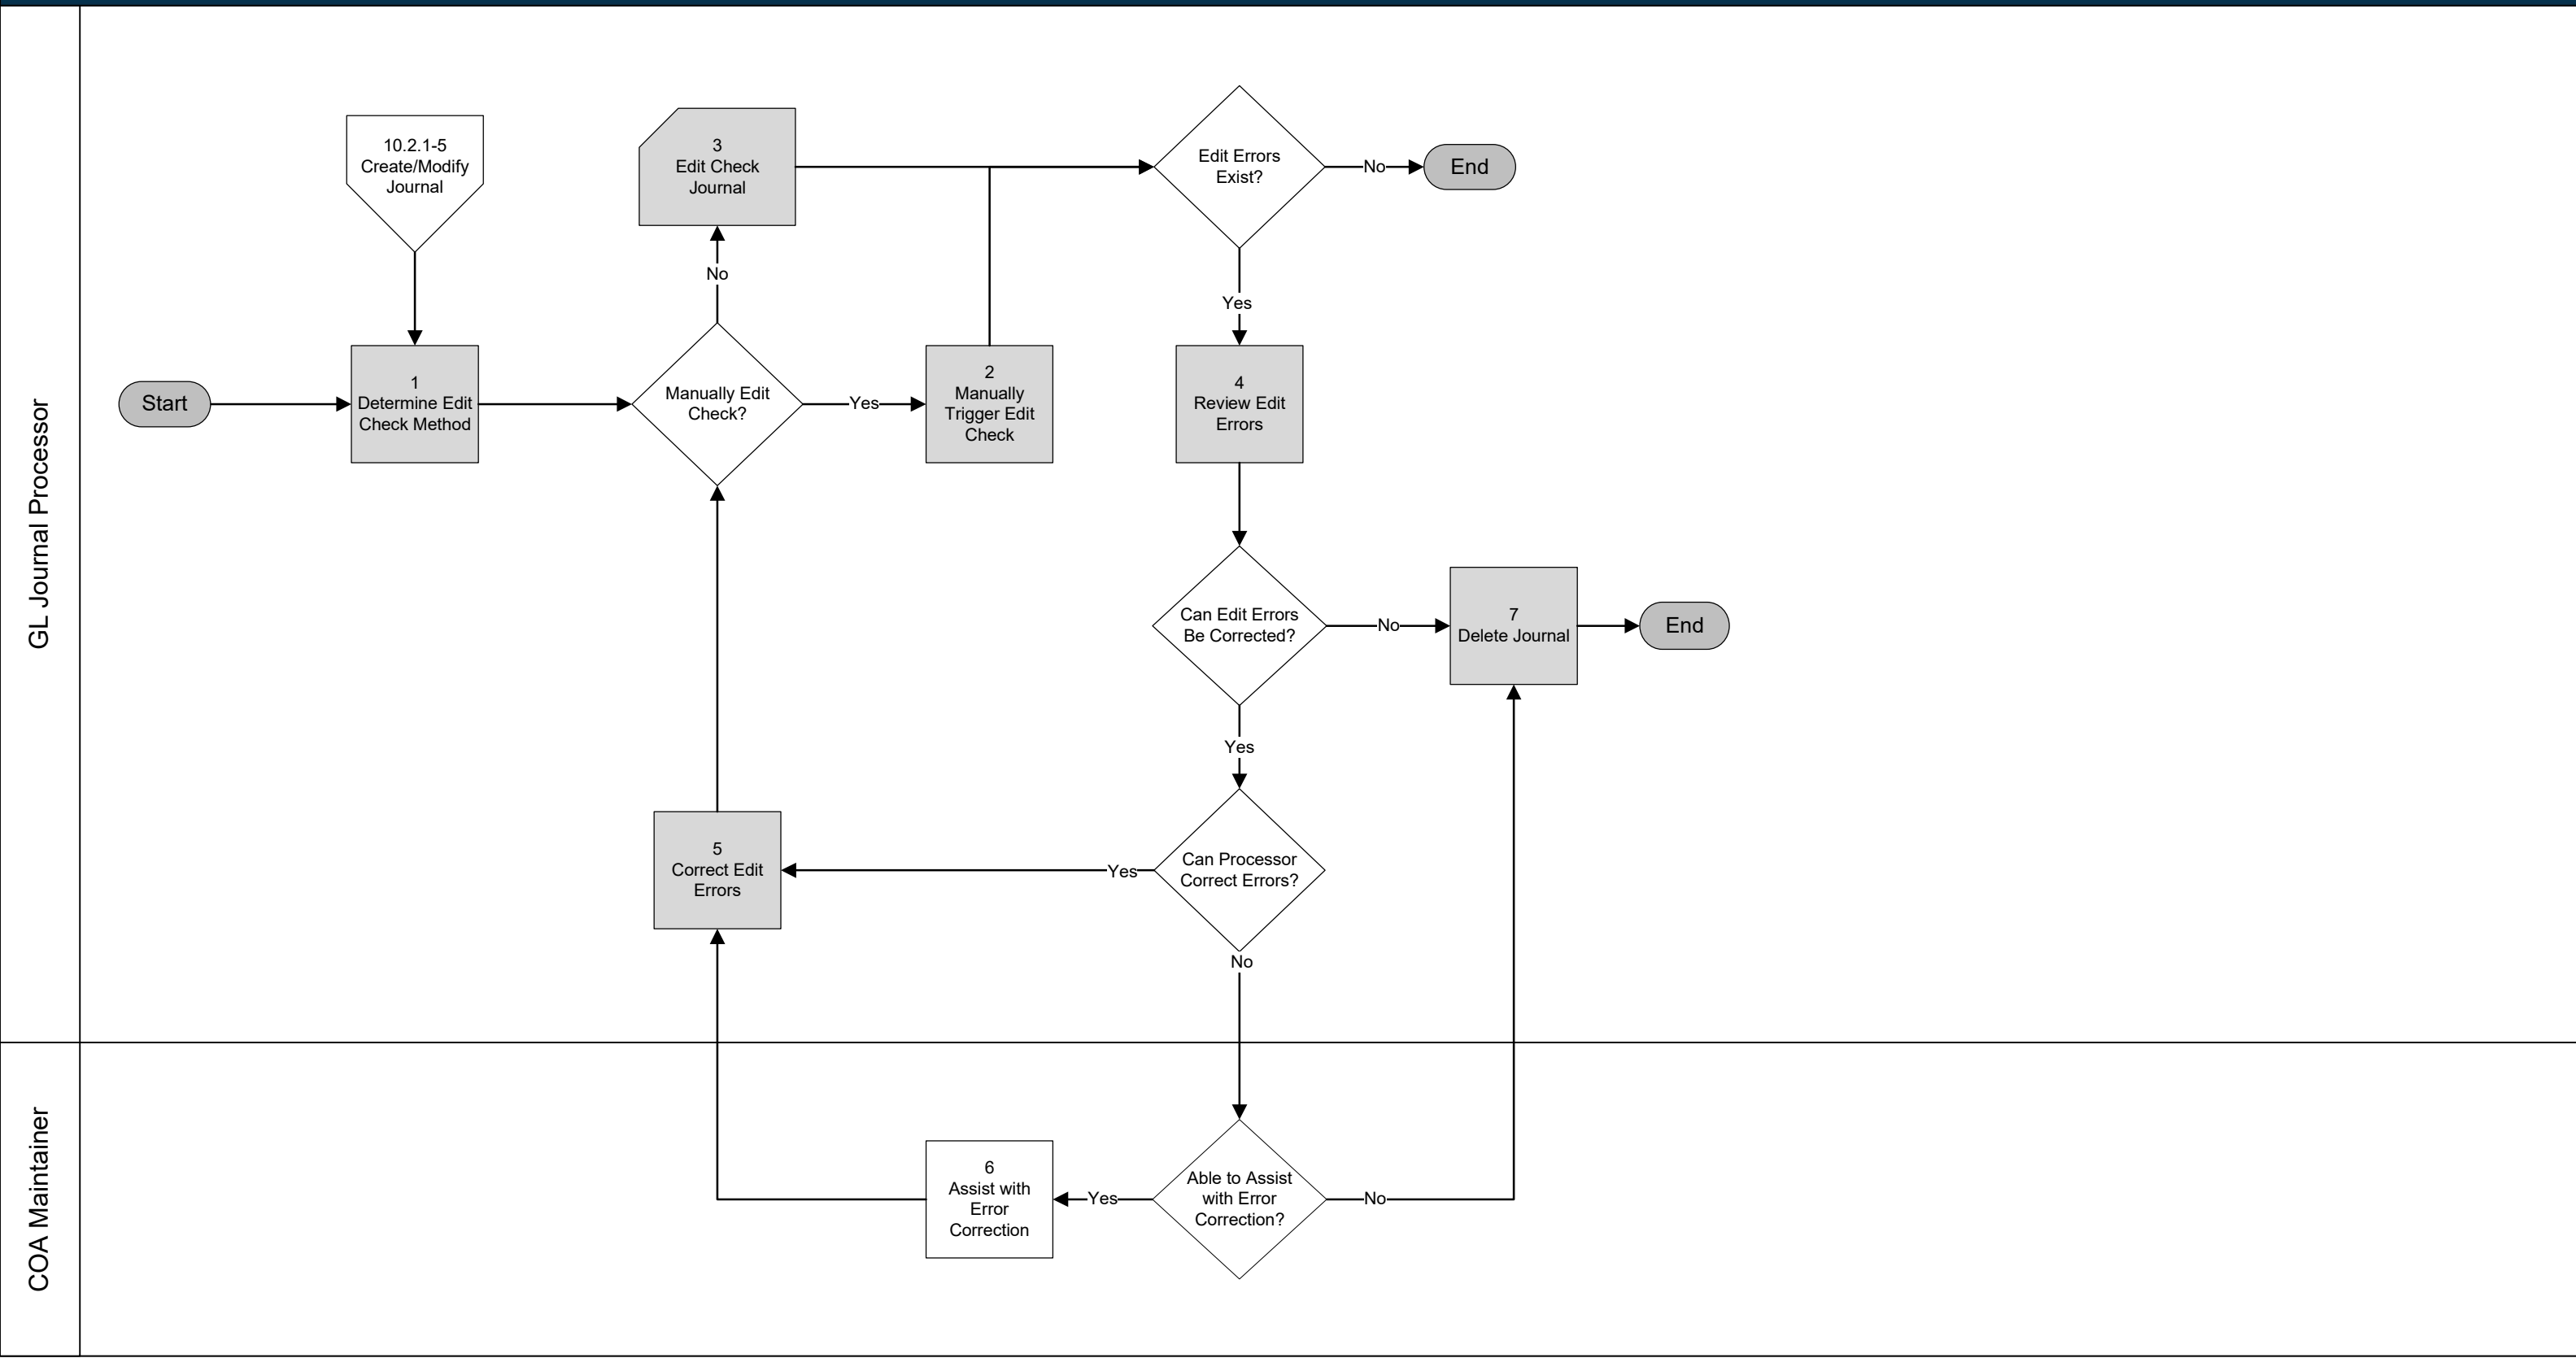 GL Journal Processor
10.2.1-5
Create/Modify
Journal
3
Edit Check
Journal
Edit Errors
Exist?
No
End
No
Yes
Start
1
Determine Edit
Check Method
Manually Edit
Check?
Yes
2
Manually
Trigger Edit
Check
4
Review Edit
Errors
Can Edit Errors
Be Corrected?
No
7
Delete Journal
End
Yes
5
Correct Edit
Errors
Yes
Can Processor
Correct Errors?
No
COA Maintainer
6
Assist with
Error
Correction
Yes
Able to Assist
with Error
Correction?
No